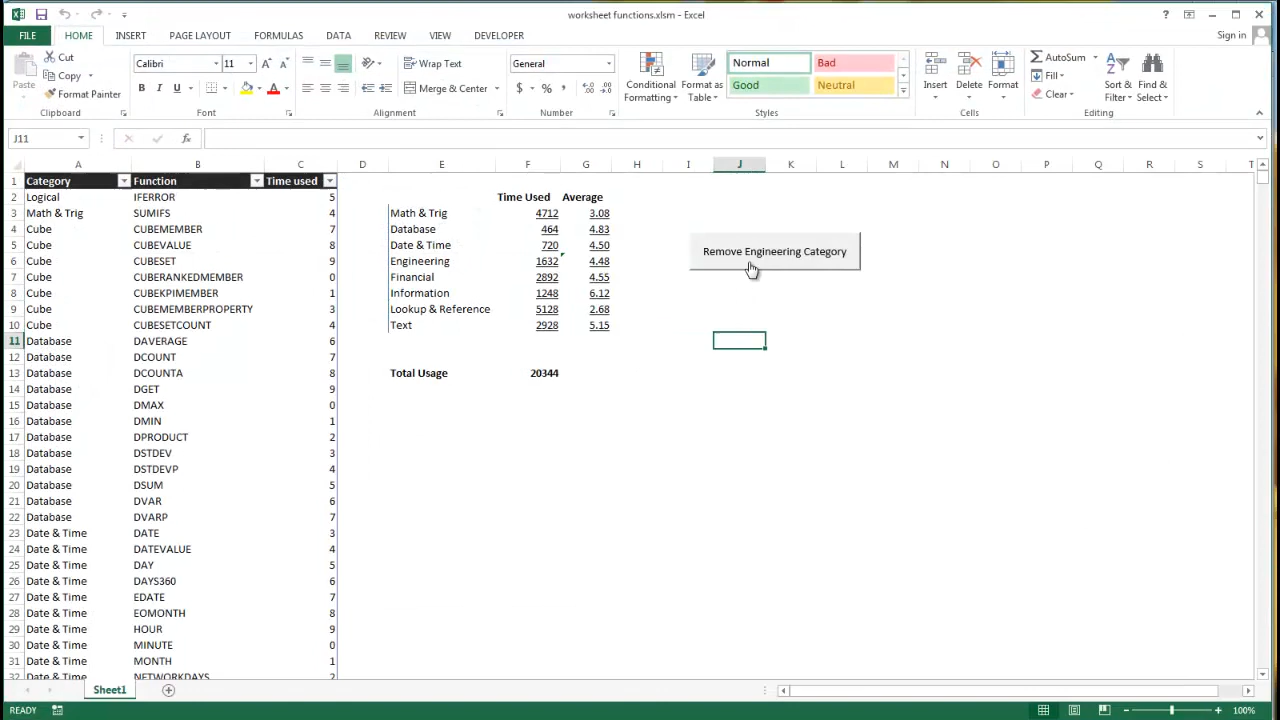 worksheet functions.xlsm - Excel
Sign in
FILE HOME INSERT PAGE LAYOUT FORMULAS DATA REVIEW VIEW DEVELOPER
Paste
Cut
Copy
Format Painter
Clipboard
Calibri 11
B I U
Font
Wrap Text
Merge & Center
Alignment
General
$ % ,
Number
Conditional Formatting
Format as Table
Normal Bad
Good Neutral
Styles
Insert Delete Format
Cells
AutoSum
Fill
Clear
Sort & Filter
Find & Select
Editing
J11 fx
A B C D E F G H I J K L M N O P Q R S T
1 Category Function Time used
2 Logical IFERROR 5 Time Used Average
3 Math & Trig SUMIFS 4 Math & Trig 4712 3.08
4 Cube CUBEMEMBER 7 Database 464 4.83
5 Cube CUBEVALUE 8 Date & Time 720 4.50
6 Cube CUBESET 9 Engineering 1632 4.48
7 Cube CUBERANKEDMEMBER 0 Financial 2892 4.55
8 Cube CUBEKPIMEMBER 1 Information 1248 6.12
9 Cube CUBEMEMBERPROPERTY 3 Lookup & Reference 5128 2.68
10 Cube CUBESETCOUNT 4 Text 2928 5.15
Remove Engineering Category
11 Database DAVERAGE 6
12 Database DCOUNT 7
13 Database DCOUNTA 8 Total Usage 20344
14 Database DGET 9
15 Database DMAX 0
16 Database DMIN 1
17 Database DPRODUCT 2
18 Database DSTDEV 3
19 Database DSTDEVP 4
20 Database DSUM 5
21 Database DVAR 6
22 Database DVARP 7
23 Date & Time DATE 3
24 Date & Time DATEVALUE 4
25 Date & Time DAY 5
26 Date & Time DAYS360 6
27 Date & Time EDATE 7
28 Date & Time EOMONTH 8
29 Date & Time HOUR 9
30 Date & Time MINUTE 0
31 Date & Time MONTH 1
32 Date & Time NETWORKDAYS 2
Sheet1
READY 100%